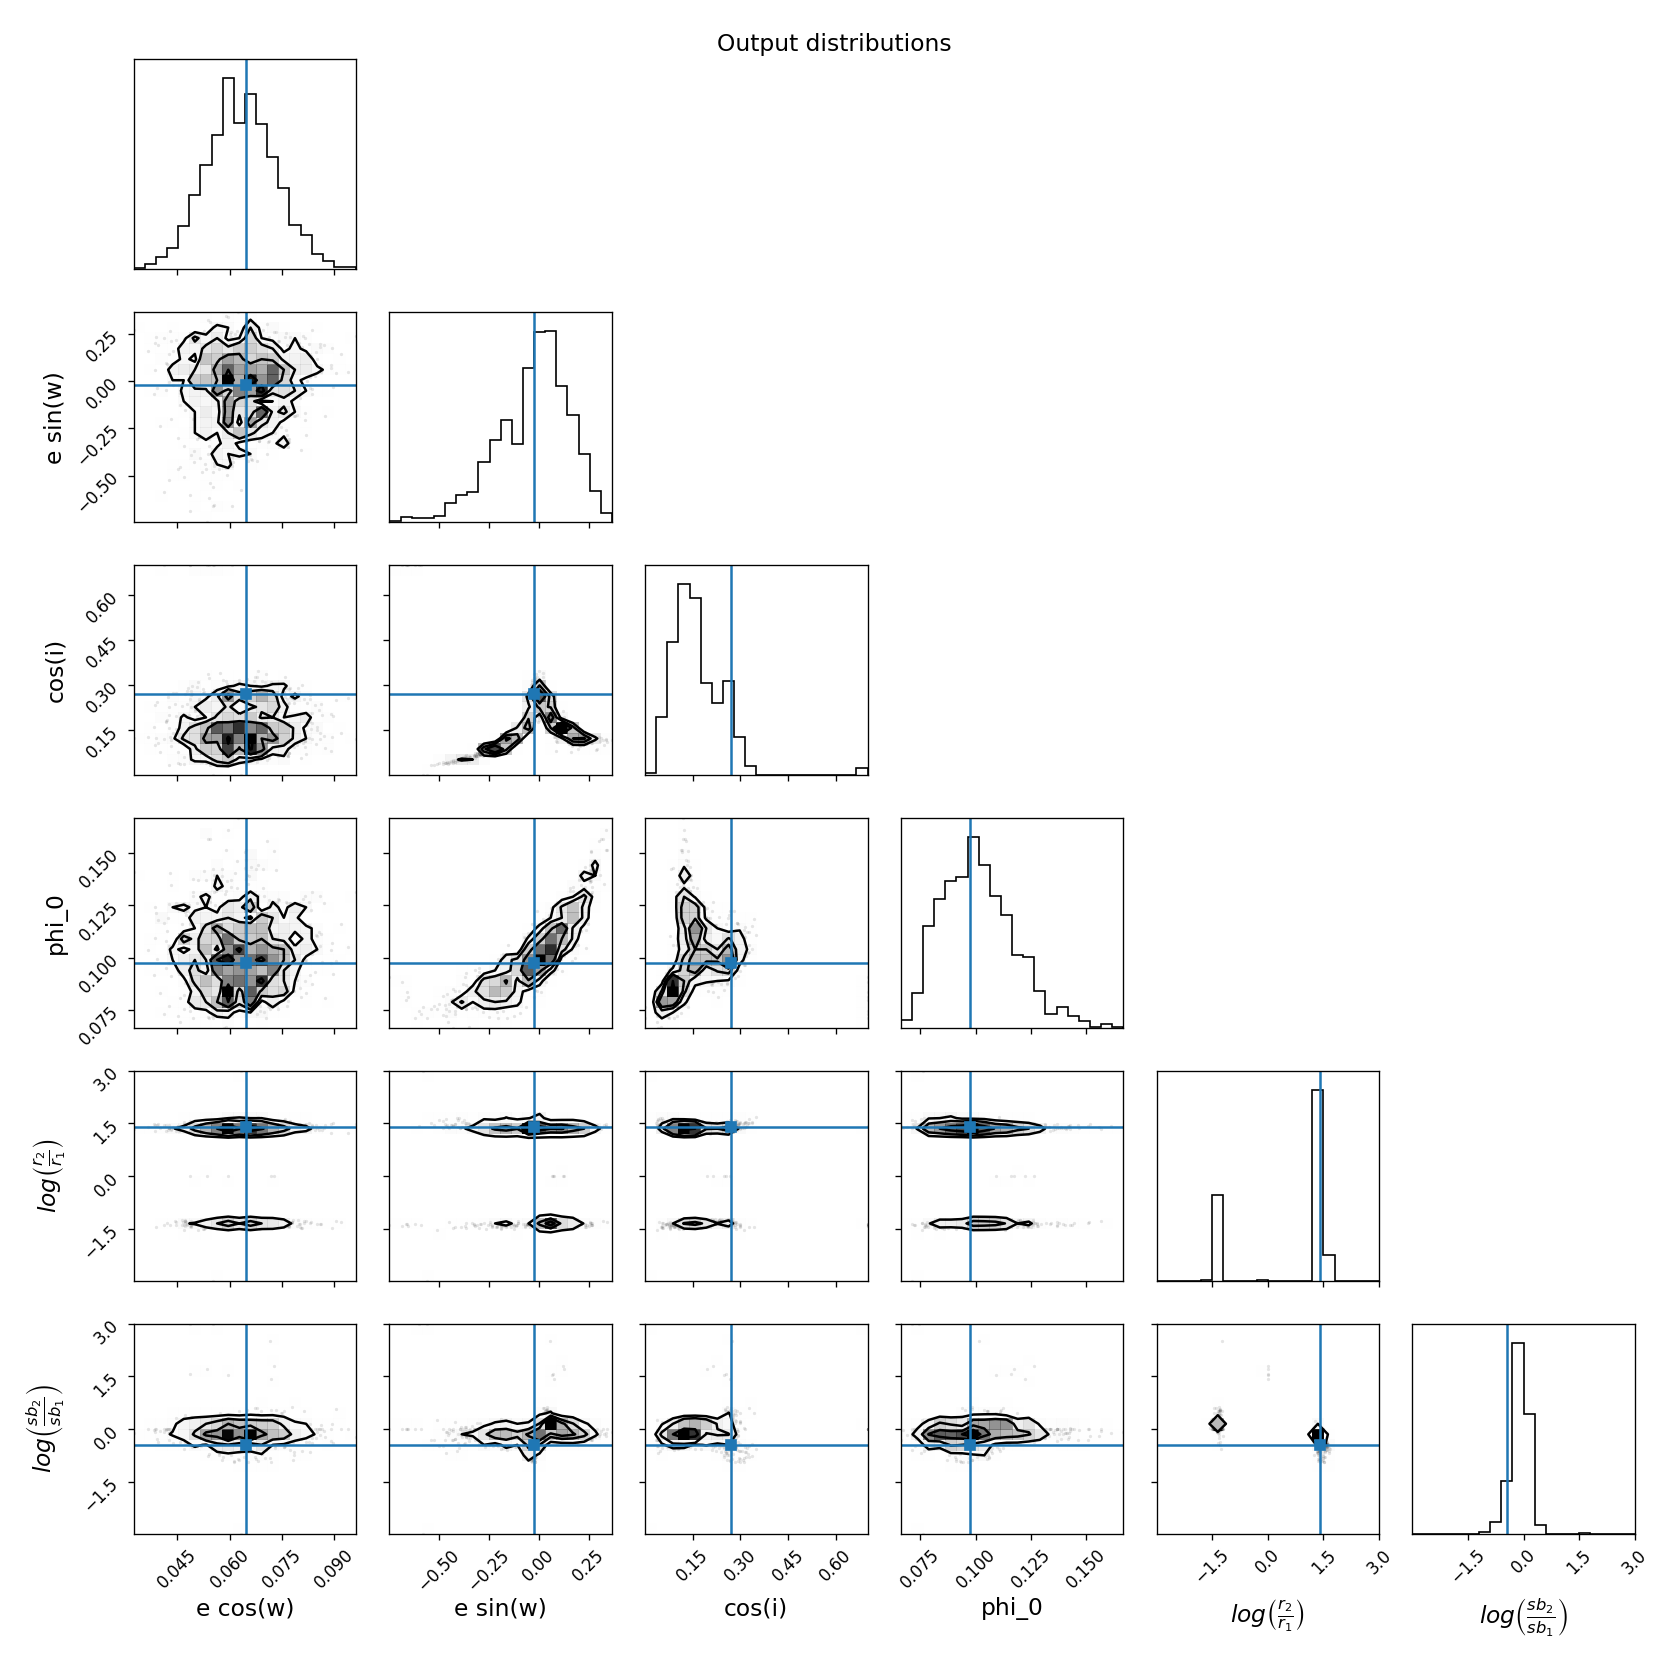 Output distributions
e sin(w)
0.25
0.00
−0.25
−0.50
cos(i)
0.60
0.45
0.30
0.15
phi_0
0.150
0.125
0.100
0.075
log(r2/r1)
3.0
1.5
0.0
−1.5
log(sb2/sb1)
3.0
1.5
0.0
−1.5
0.045 0.060 0.075 0.090 −0.50 −0.25 0.00 0.25 0.15 0.30 0.45 0.60 0.075 0.100 0.125 0.150 −1.5 0.0 1.5 3.0 −1.5 0.0 1.5 3.0
e cos(w) e sin(w) cos(i) phi_0 log(r2/r1) log(sb2/sb1)